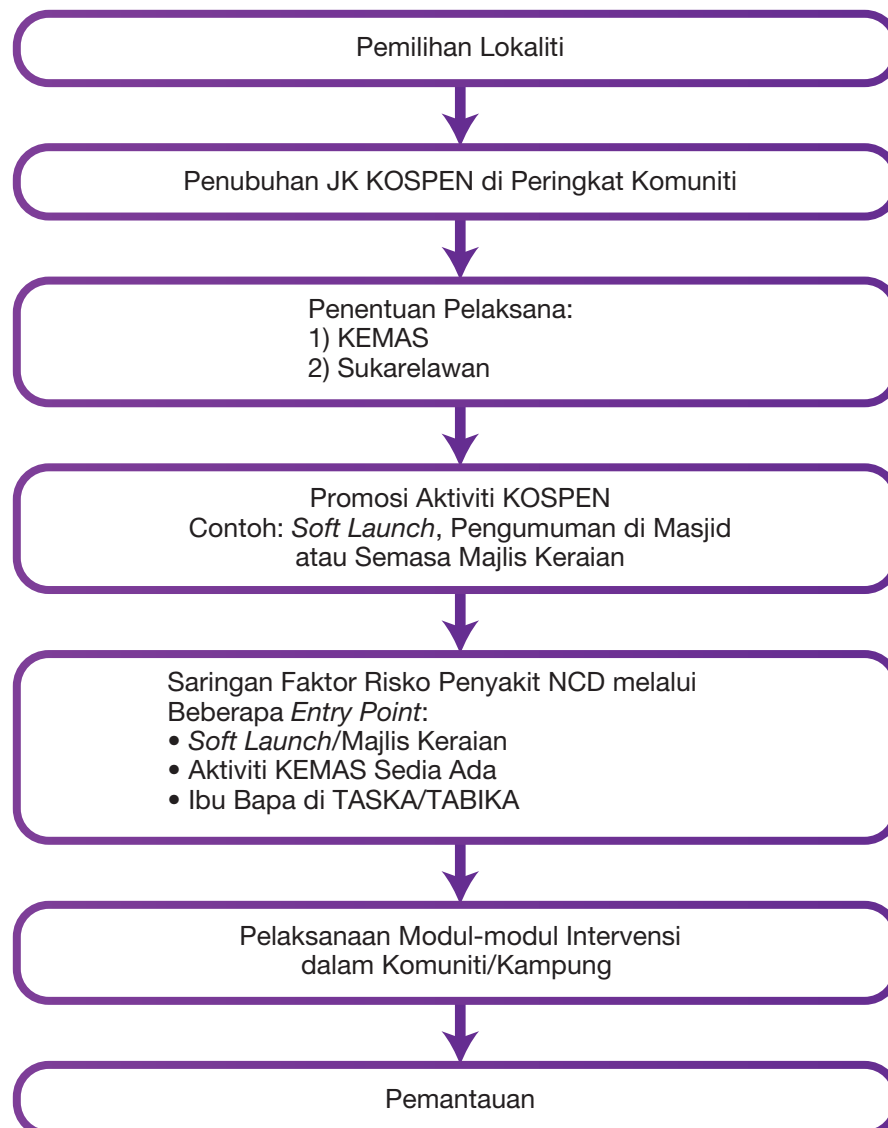 Pemilihan Lokaliti
Penubuhan JK KOSPEN di Peringkat Komuniti
Penentuan Pelaksana:
1) KEMAS
2) Sukarelawan
Promosi Aktiviti KOSPEN
Contoh: Soft Launch, Pengumuman di Masjid
atau Semasa Majlis Keraian
Saringan Faktor Risko Penyakit NCD melalui
Beberapa Entry Point:
• Soft Launch/Majlis Keraian
• Aktiviti KEMAS Sedia Ada
• Ibu Bapa di TASKA/TABIKA
Pelaksanaan Modul-modul Intervensi
dalam Komuniti/Kampung
Pemantauan